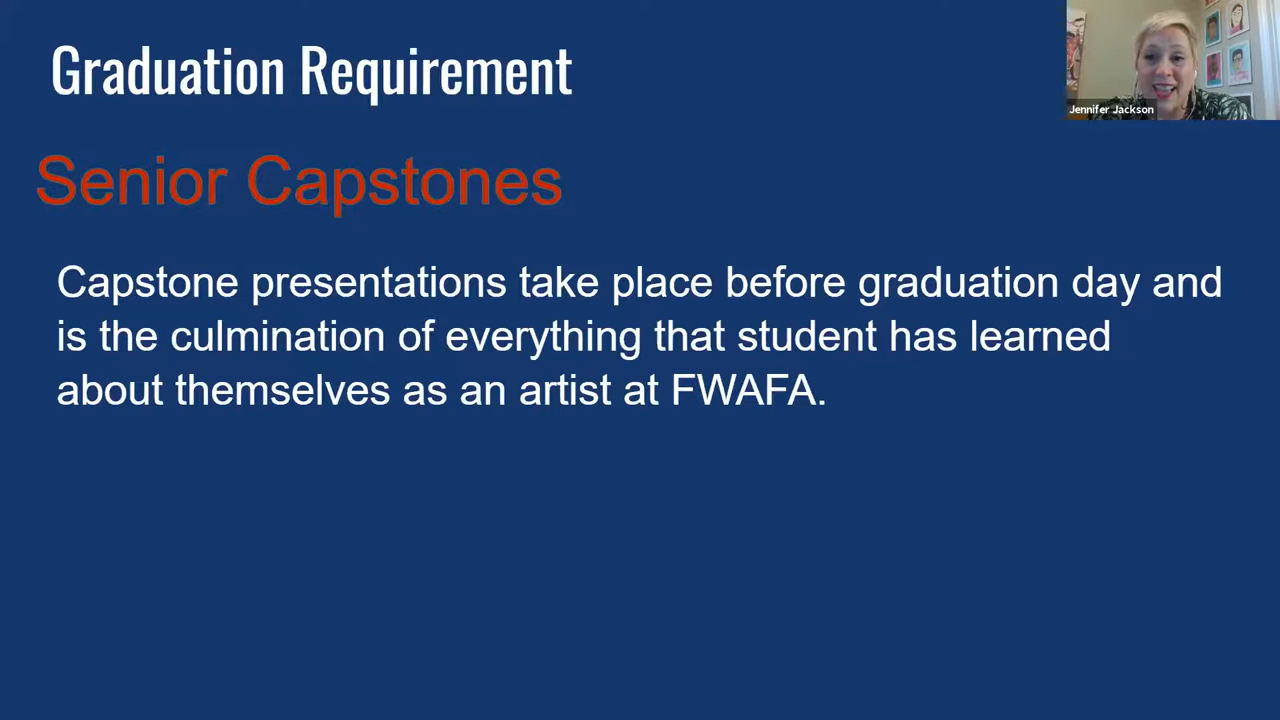 Graduation Requirement
Jennifer Jackson
Senior Capstones
Capstone presentations take place before graduation day and
is the culmination of everything that student has learned
about themselves as an artist at FWAFA.